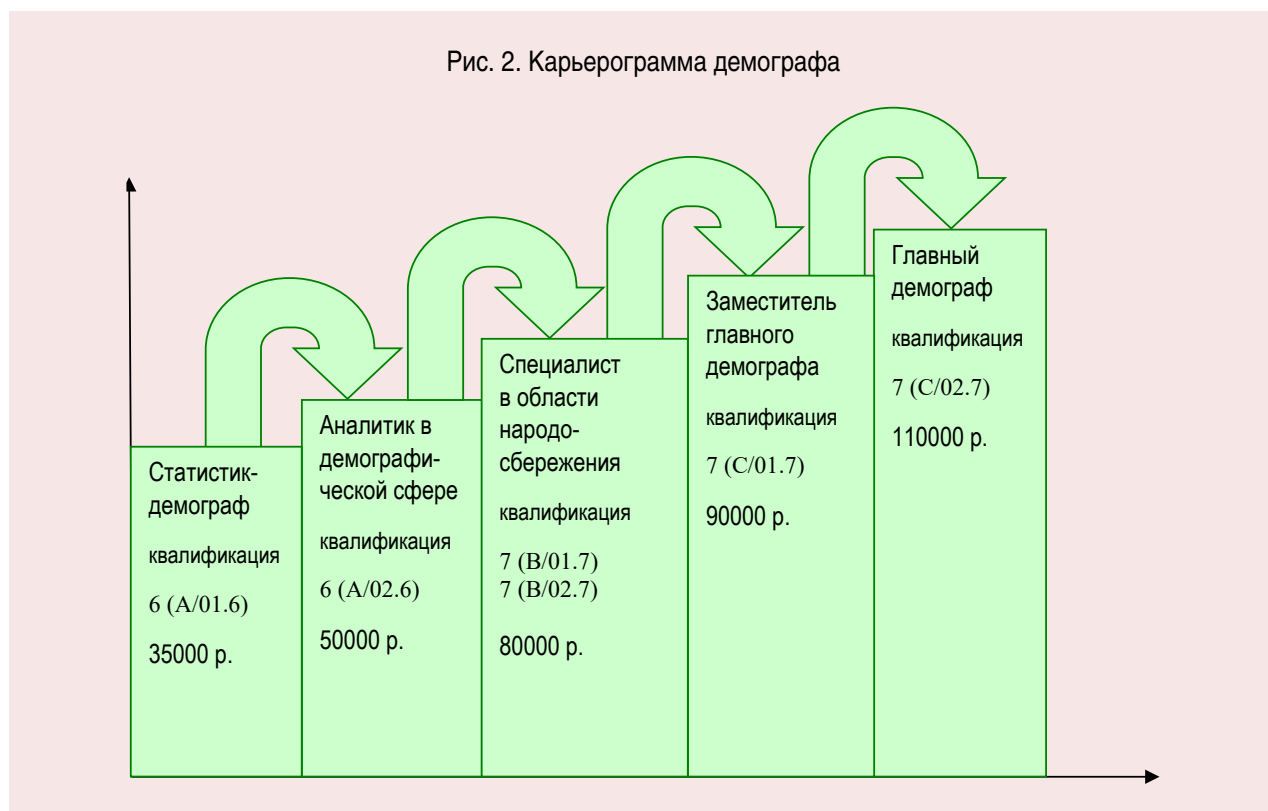 Рис. 2. Карьерограмма демографа
Статистик-
демограф
квалификация
6 (A/01.6)
35000 р.
Аналитик в
демографи-
ческой сфере
квалификация
6 (A/02.6)
50000 р.
Специалист
в области
народо-
сбережения
квалификация
7 (B/01.7)
7 (B/02.7)
80000 р.
Заместитель
главного
демографа
квалификация
7 (C/01.7)
90000 р.
Главный
демограф
квалификация
7 (C/02.7)
110000 р.